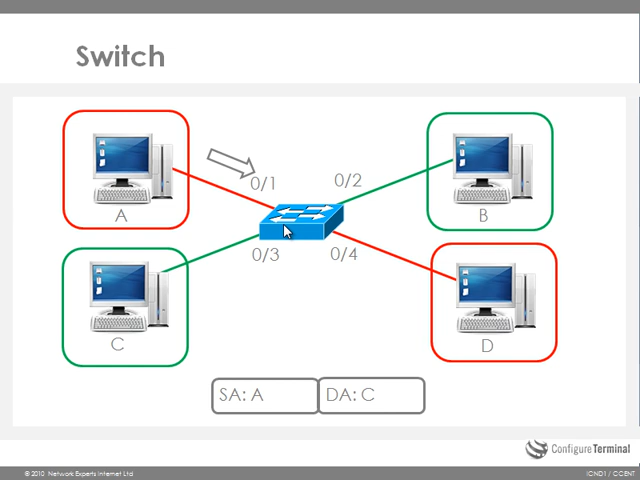 Switch
0/1
0/2
A
B
0/3
0/4
C
D
SA: A
DA: C
Configure Terminal
© 2010 Network Experts Internet Ltd
ICND1 / CCENT